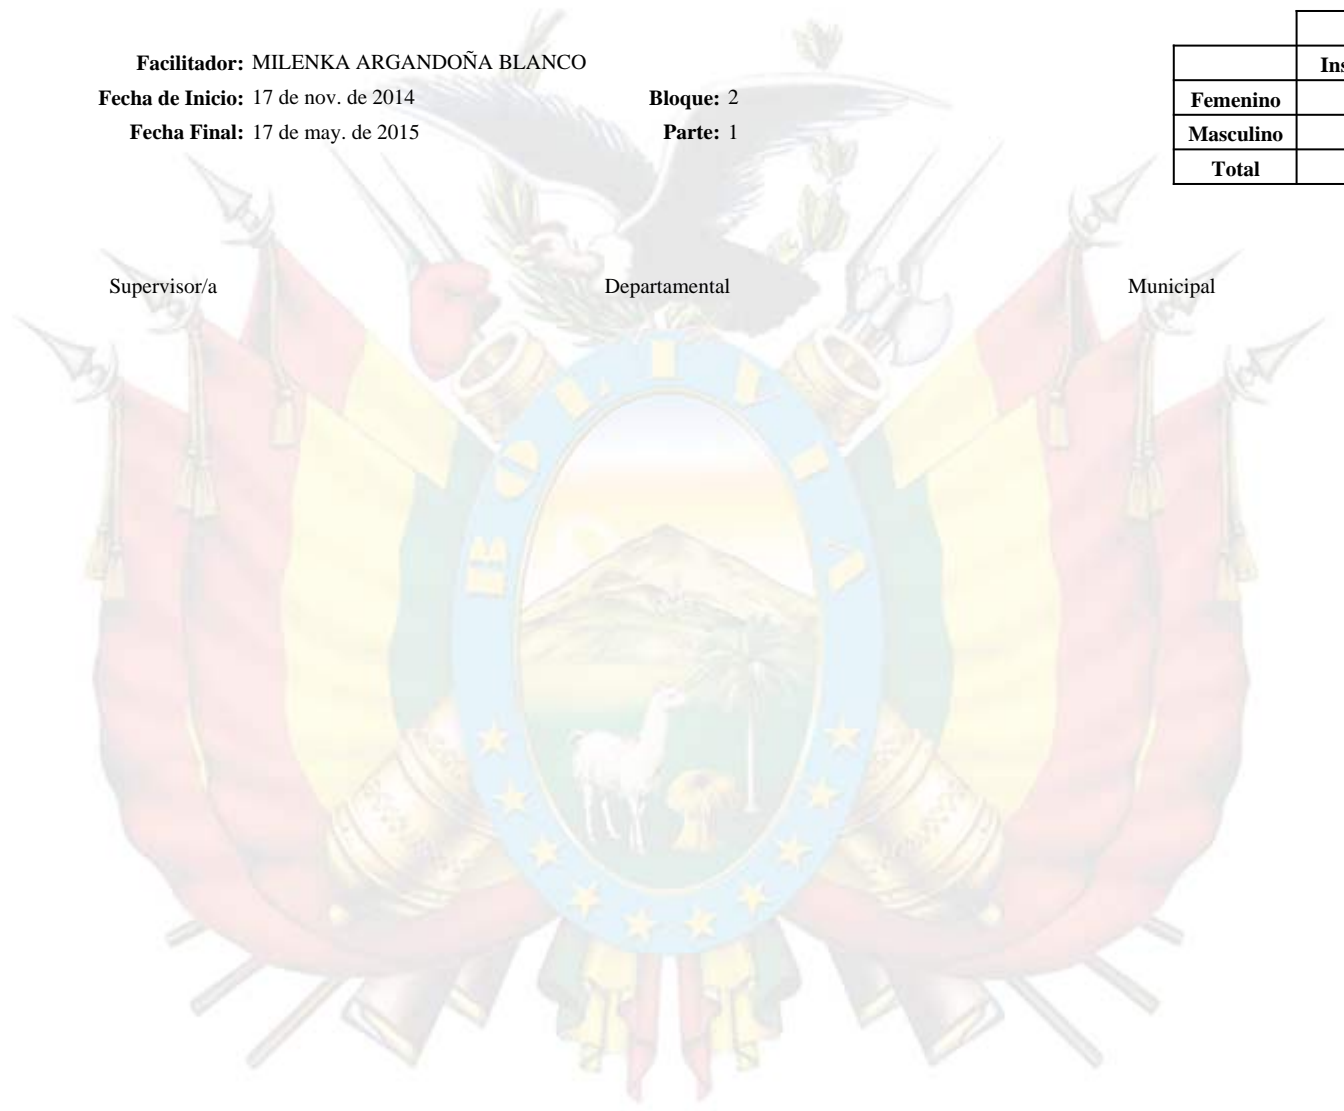 Facilitador: MILENKA ARGANDOÑA BLANCO
Fecha de Inicio: 17 de nov. de 2014 Bloque: 2
Fecha Final: 17 de may. de 2015 Parte: 1
Femenino
Masculino
Total
Supervisor/a Departamental Municipal
BOLIVIA